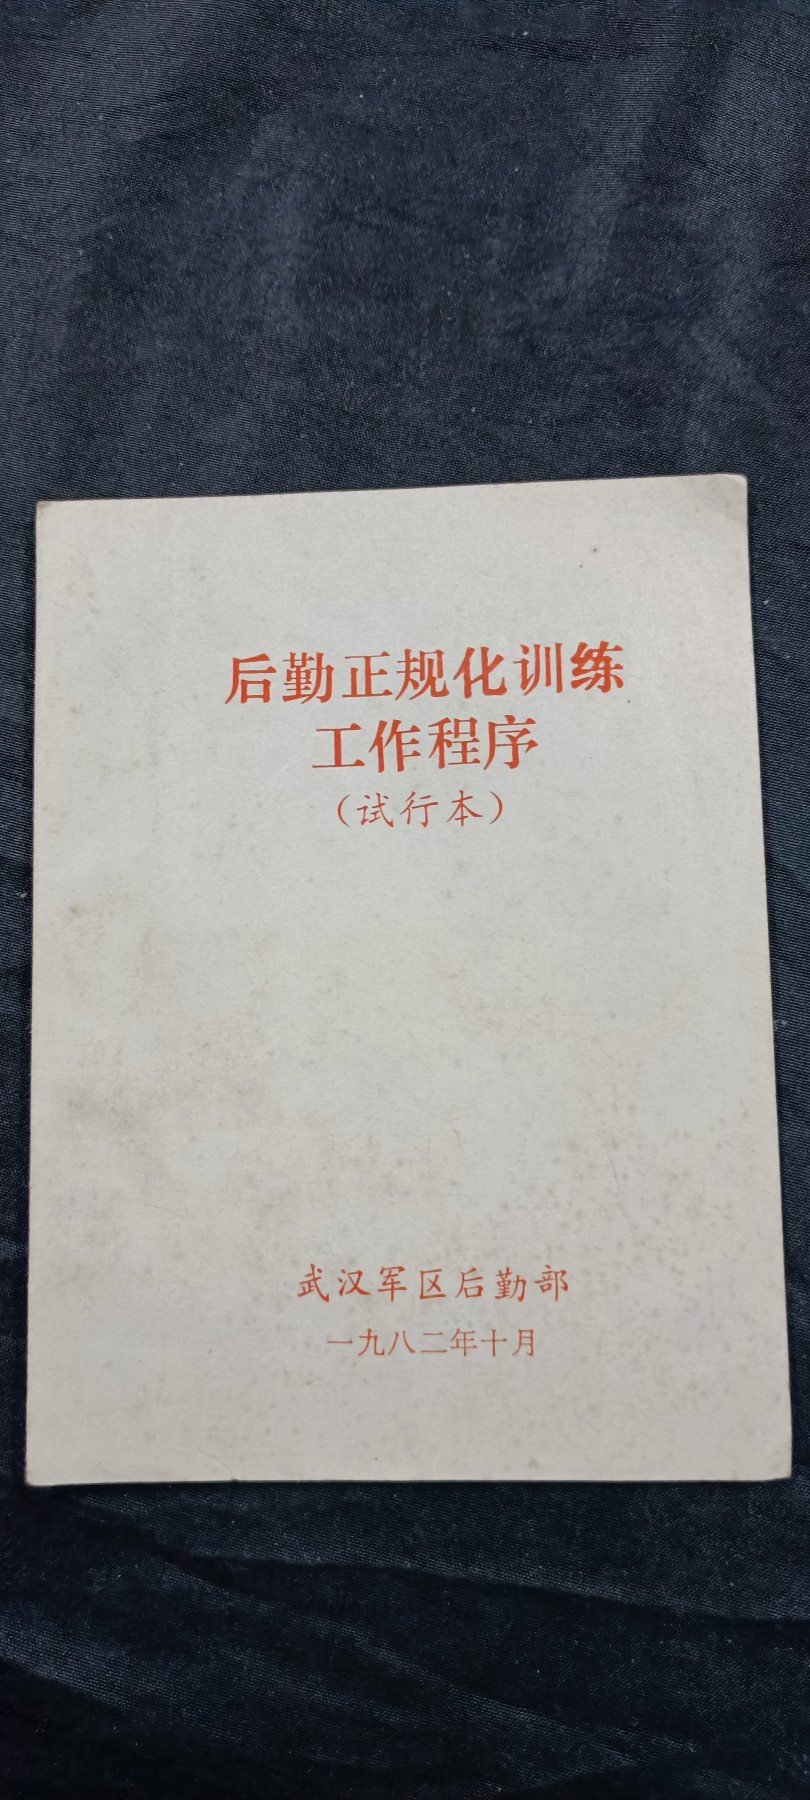 后勤正规化训练
工作程序
（试行本）
武汉军区后勤部
一九八二年十月